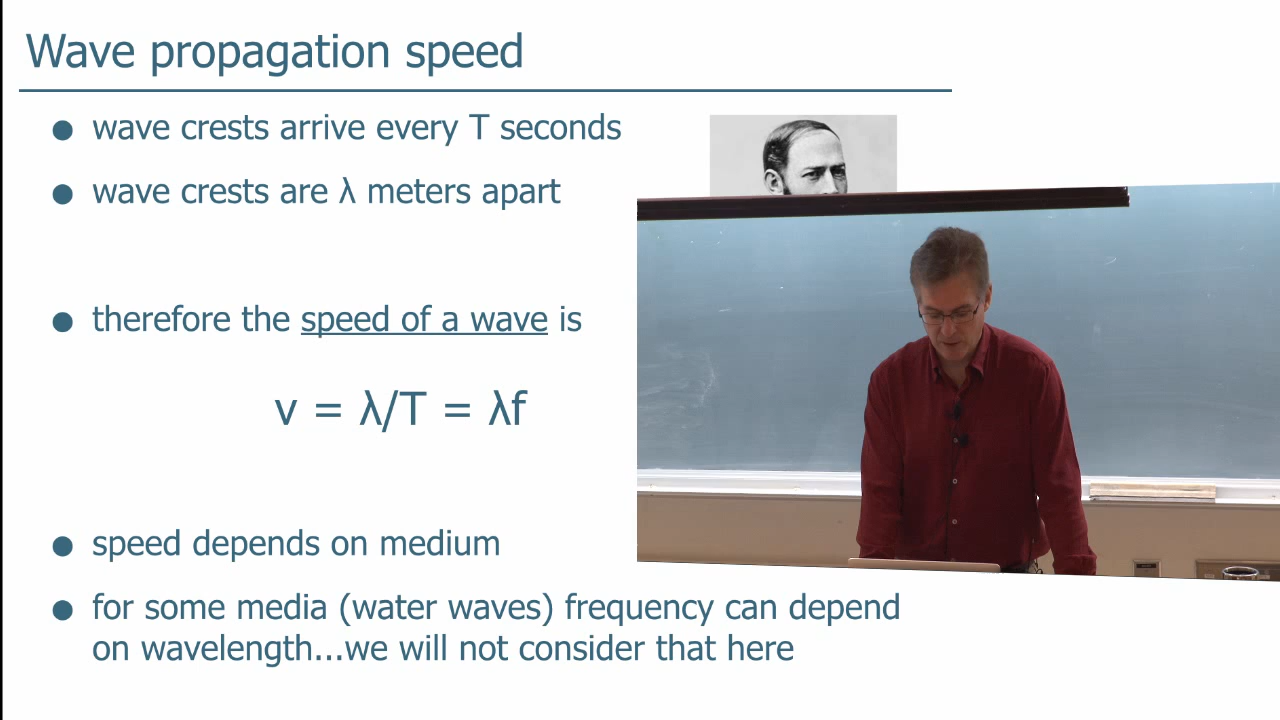 Wave propagation speed
● wave crests arrive every T seconds
● wave crests are λ meters apart
● therefore the speed of a wave is
v = λ/T = λf
● speed depends on medium
● for some media (water waves) frequency can depend
on wavelength...we will not consider that here